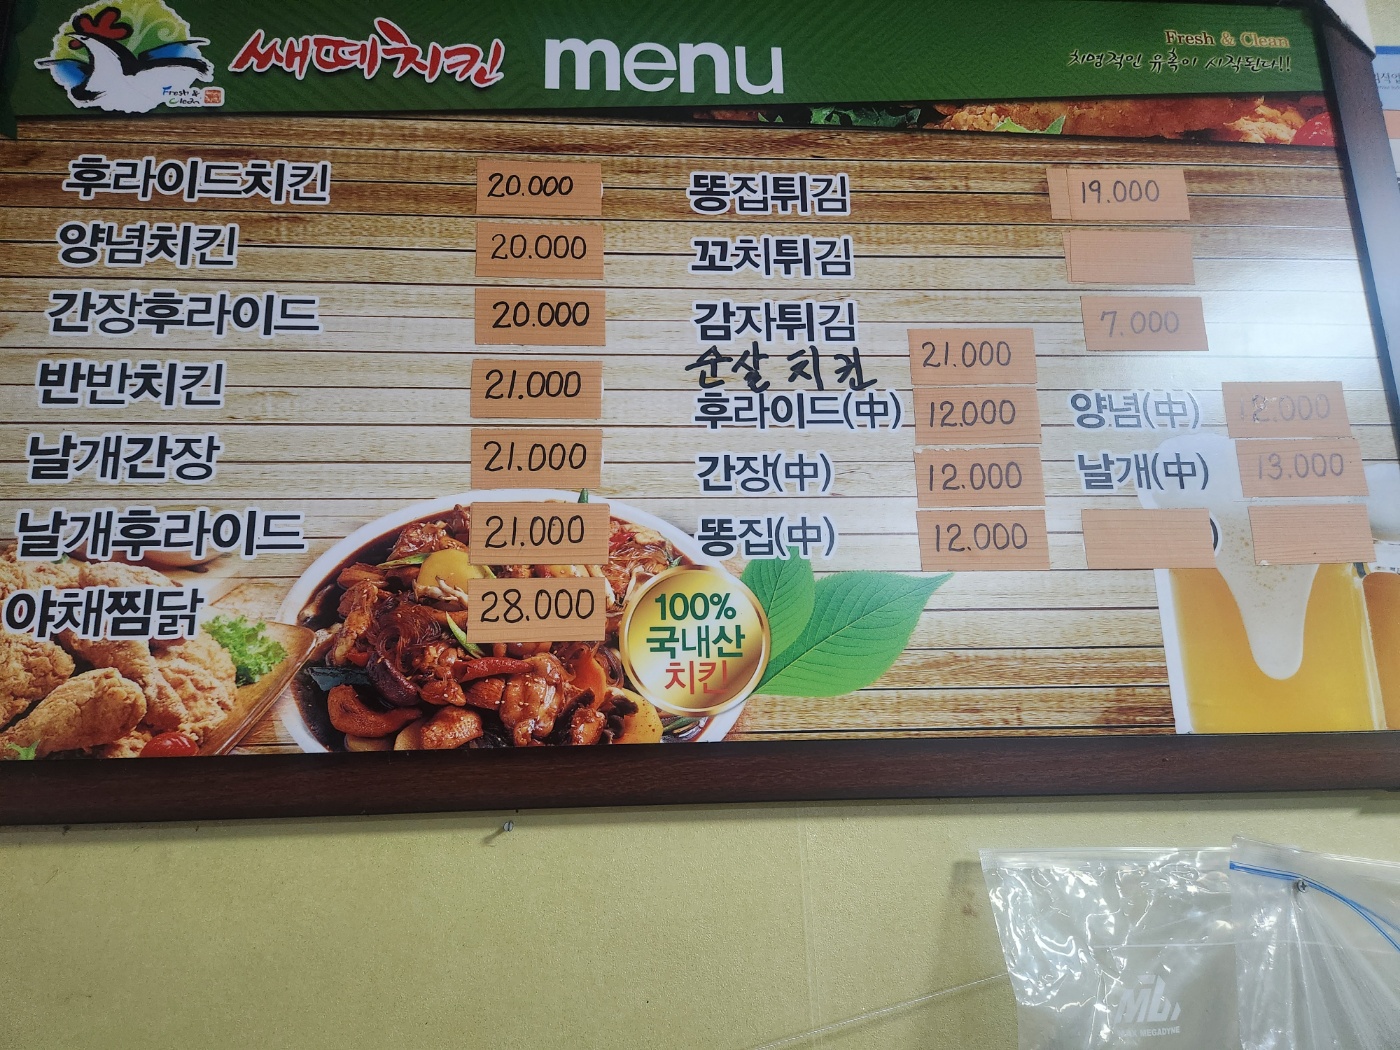 쌔떼치킨 menu
Fresh & Clean
치명적인 유혹이 시작된다!!
Fresh & Clean
후라이드치킨 20.000
양념치킨 20.000
간장후라이드 20.000
반반치킨 21.000
날개간장 21.000
날개후라이드 21.000
야채찜닭 28.000
똥집튀김 19.000
꼬치튀김
감자튀김 7.000
순살치킨 21.000
후라이드(中) 12.000 양념(中) 12.000
간장(中) 12.000 날개(中) 13.000
똥집(中) 12.000 )
100%
국내산
치킨
MEGADYNE